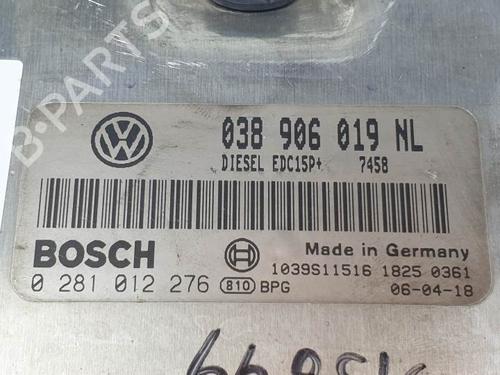 B-PARTS
038 906 019 NL
DIESEL EDC15P+ 7458
BOSCH
Made in Germany
0 281 012 276 810 BPG
1039S11516 1825 0361
06-04-18